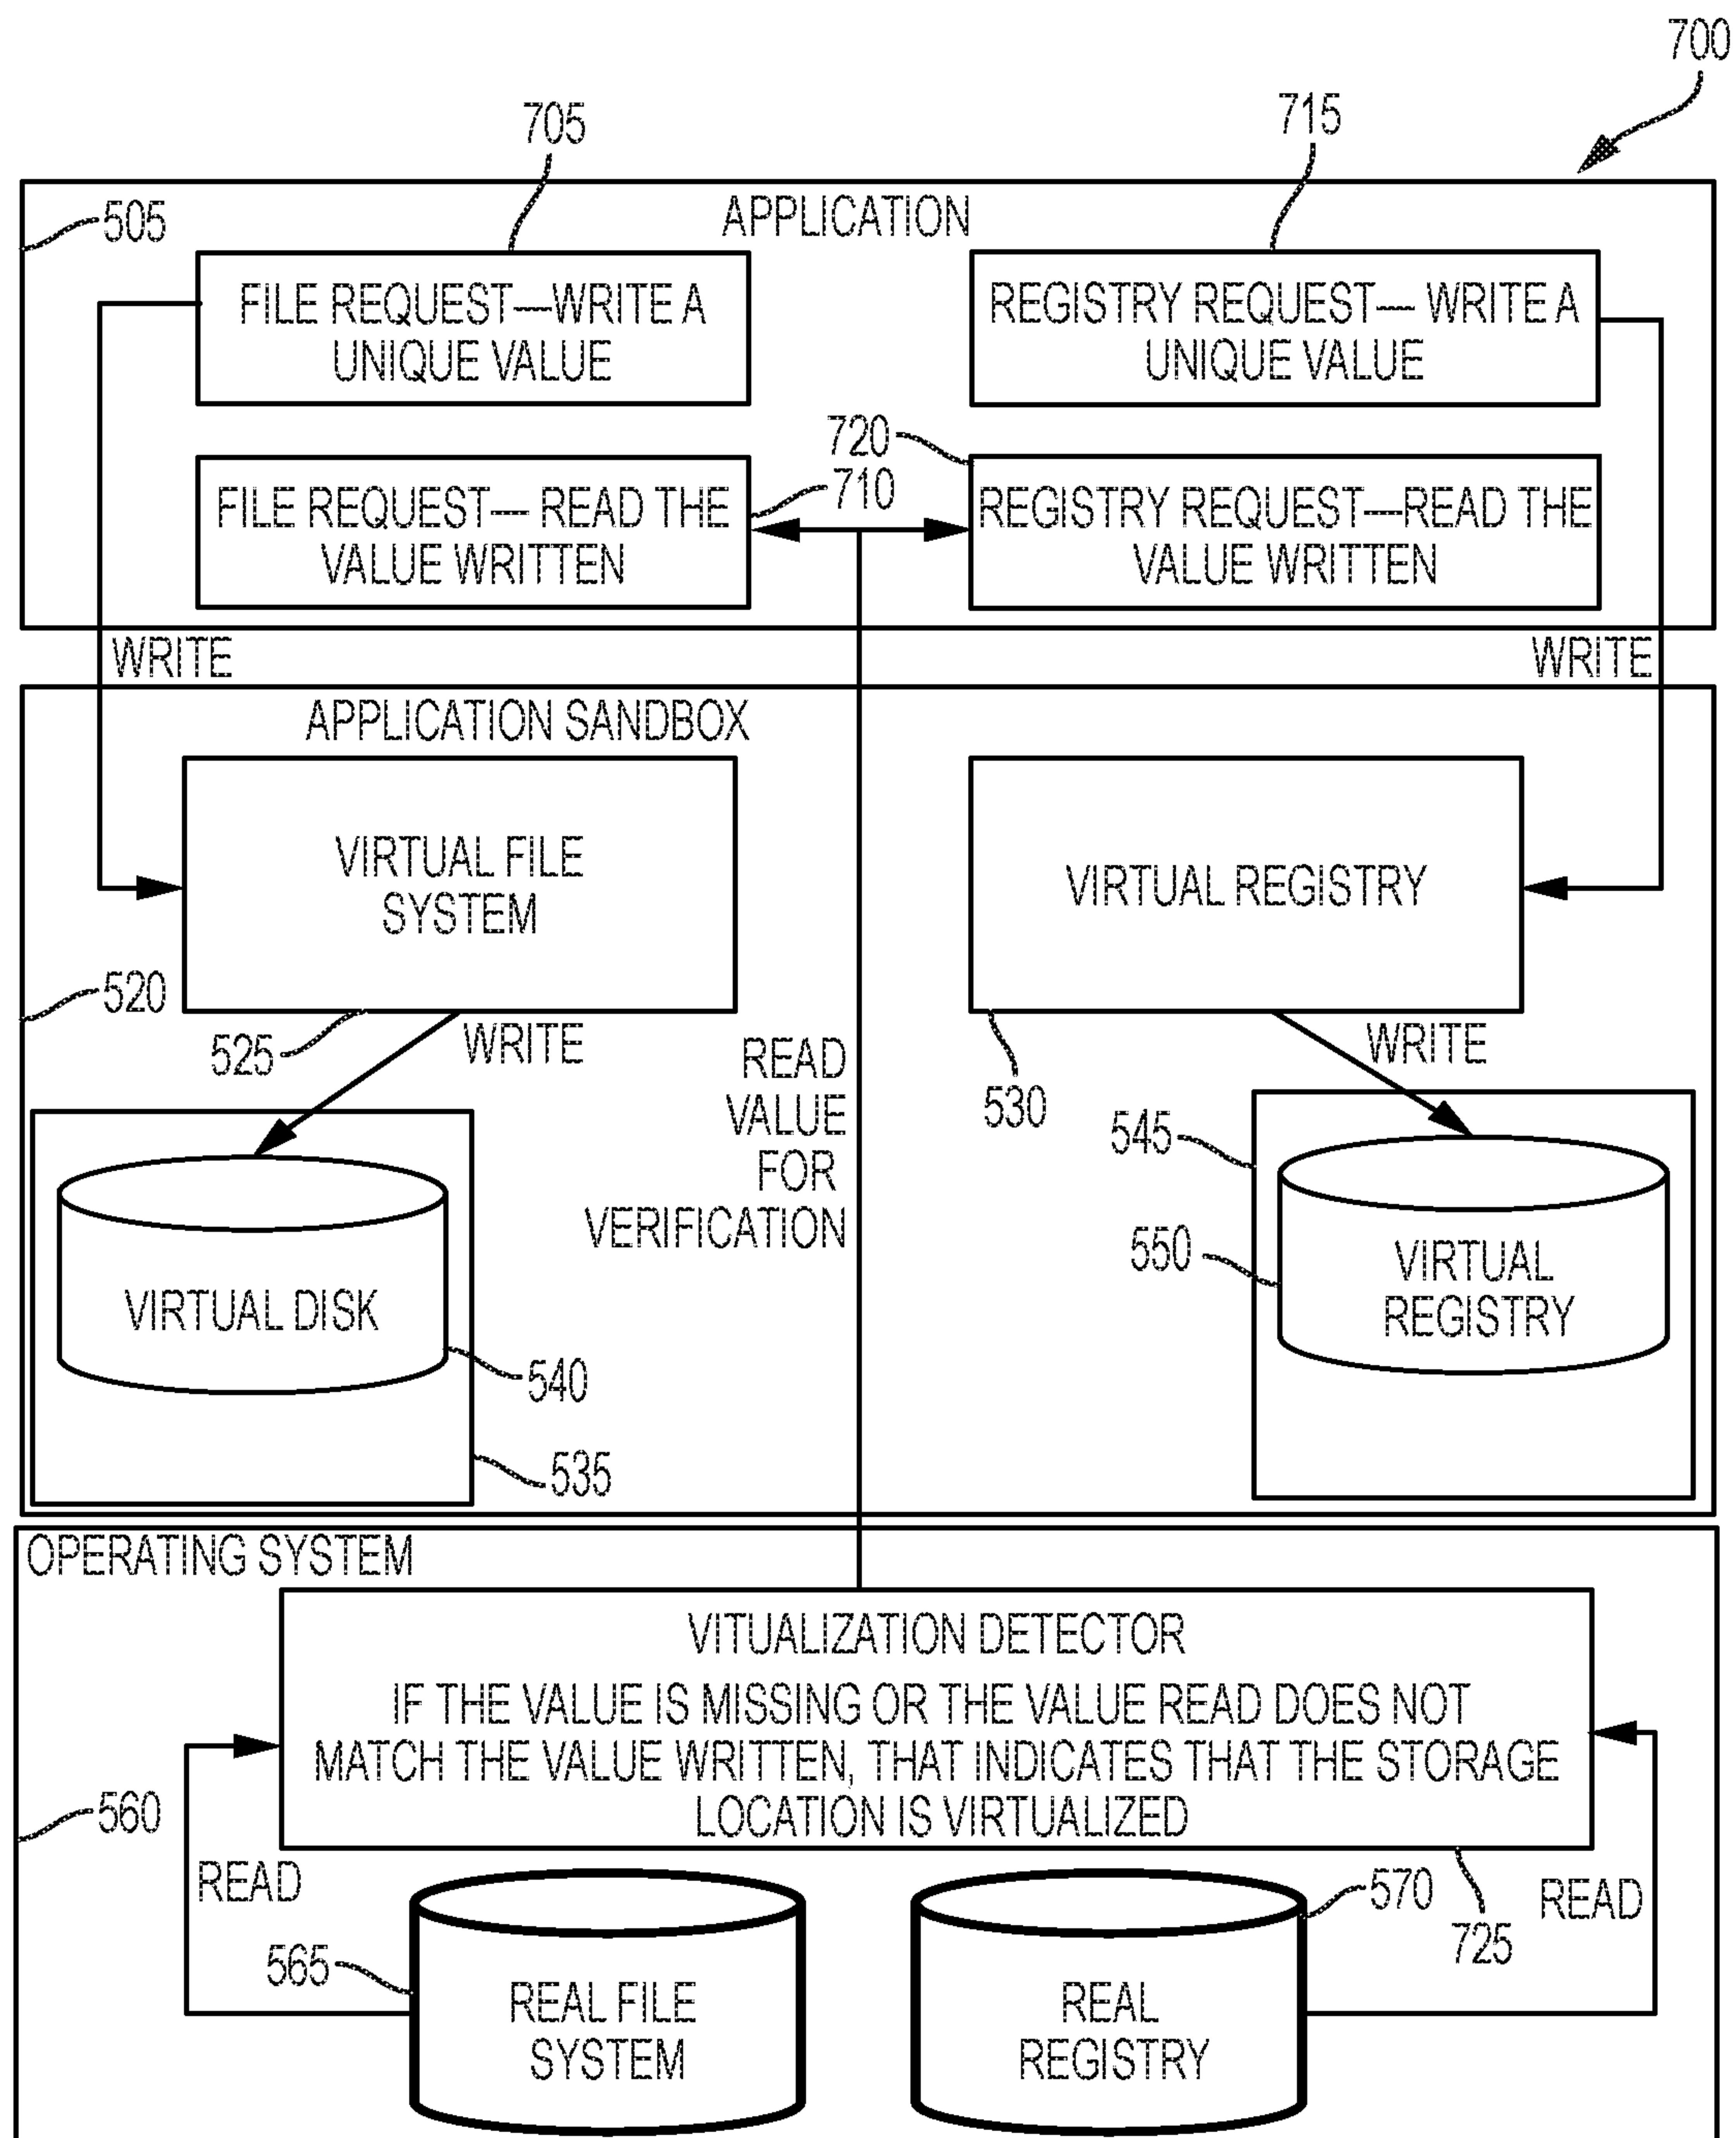 700
705
715
505
APPLICATION
FILE REQUEST—WRITE A
UNIQUE VALUE
REGISTRY REQUEST— WRITE A
UNIQUE VALUE
720
710
FILE REQUEST— READ THE
VALUE WRITTEN
REGISTRY REQUEST—READ THE
VALUE WRITTEN
WRITE
WRITE
APPLICATION SANDBOX
VIRTUAL FILE
SYSTEM
VIRTUAL REGISTRY
520
525
WRITE
READ
VALUE
FOR
VERIFICATION
530
WRITE
545
550
VIRTUAL DISK
VIRTUAL
REGISTRY
540
535
OPERATING SYSTEM
VITUALIZATION DETECTOR
IF THE VALUE IS MISSING OR THE VALUE READ DOES NOT
MATCH THE VALUE WRITTEN, THAT INDICATES THAT THE STORAGE
LOCATION IS VIRTUALIZED
560
READ
570
READ
725
565
REAL FILE
SYSTEM
REAL
REGISTRY